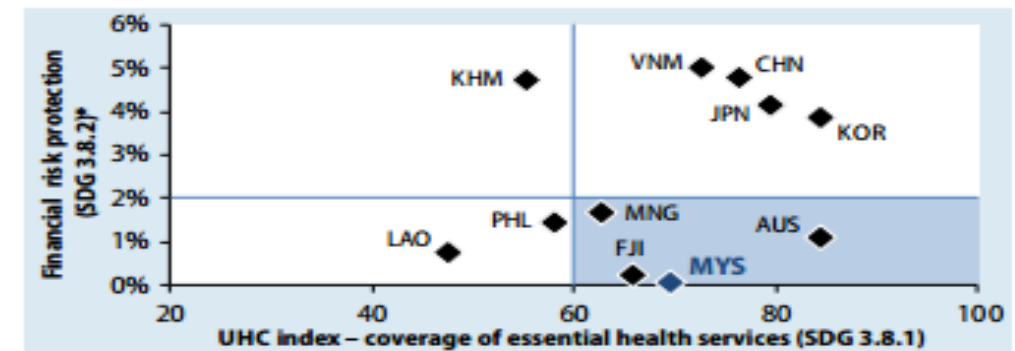 6%
5%
4%
3%
2%
1%
0%
Financial risk protection
(SDG 3.8.2)*
KHM
VNM
CHN
JPN
KOR
PHL
MNG
LAO
AUS
FJI
MYS
20
40
60
80
100
UHC index – coverage of essential health services (SDG 3.8.1)